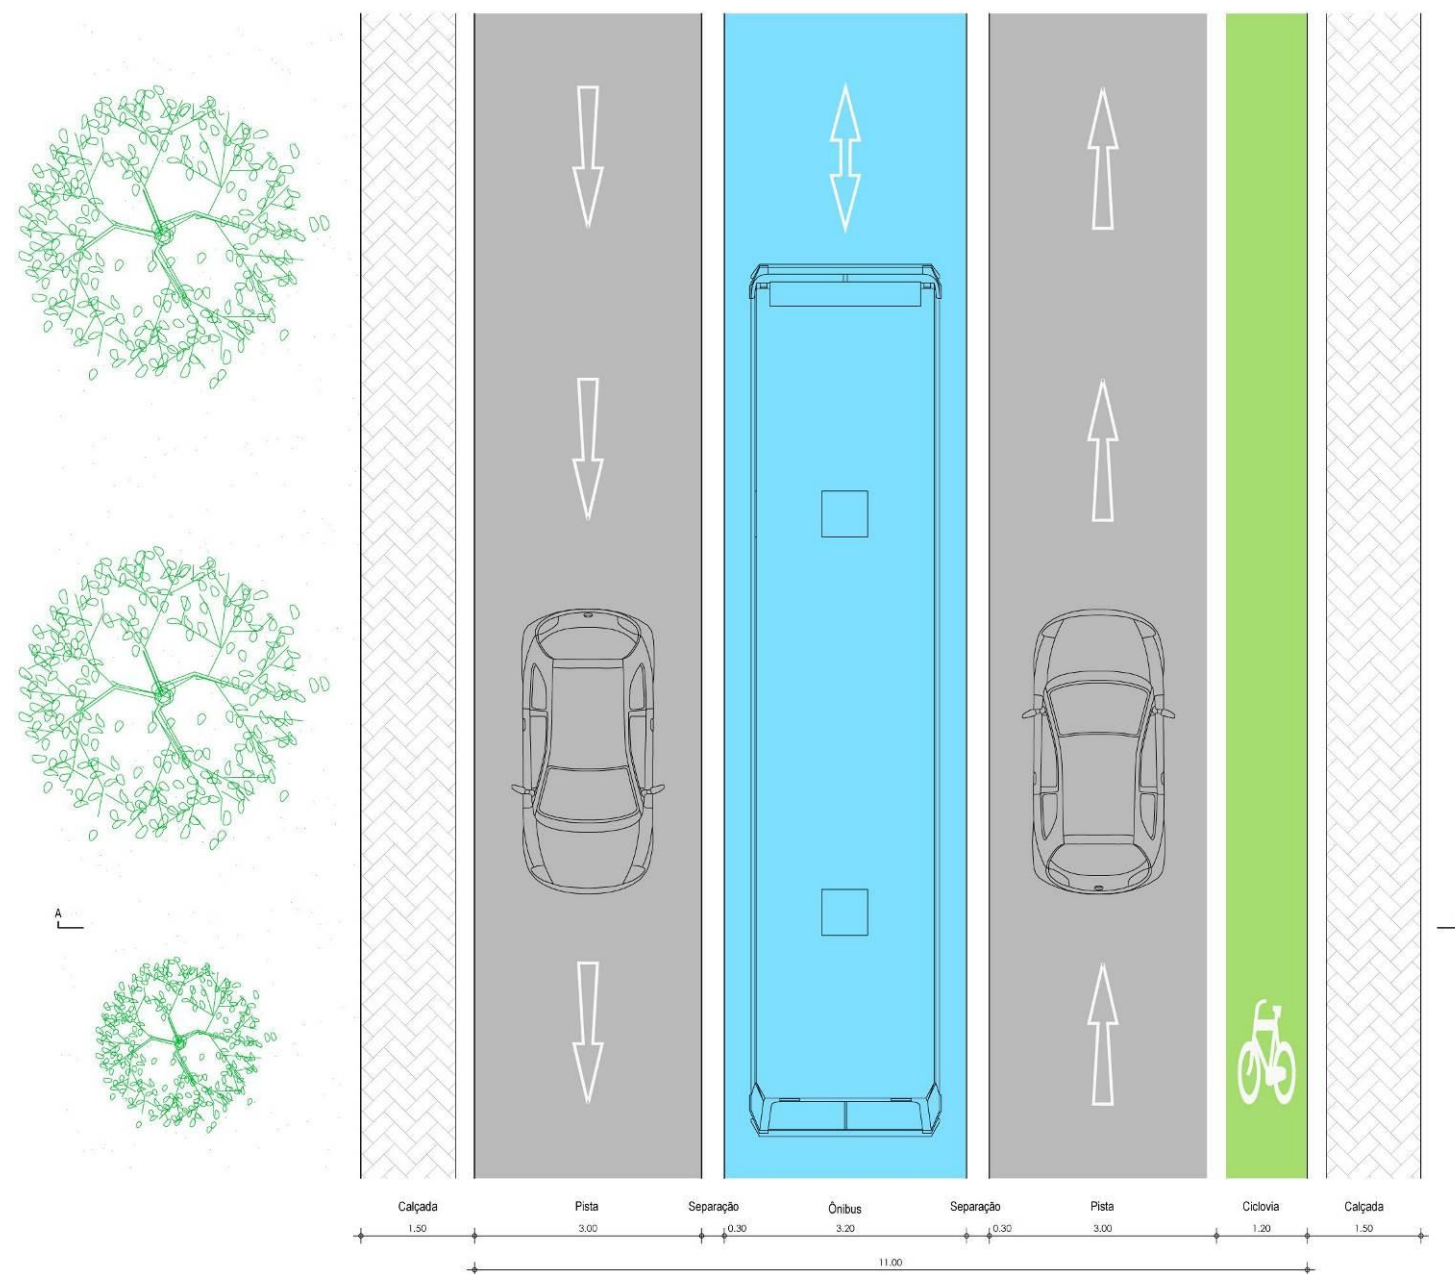 A
Calçada Pista Separação Ônibus Separação Pista Ciclovia Calçada
1.50 3.00 0.30 3.20 0.30 3.00 1.20 1.50
11.00